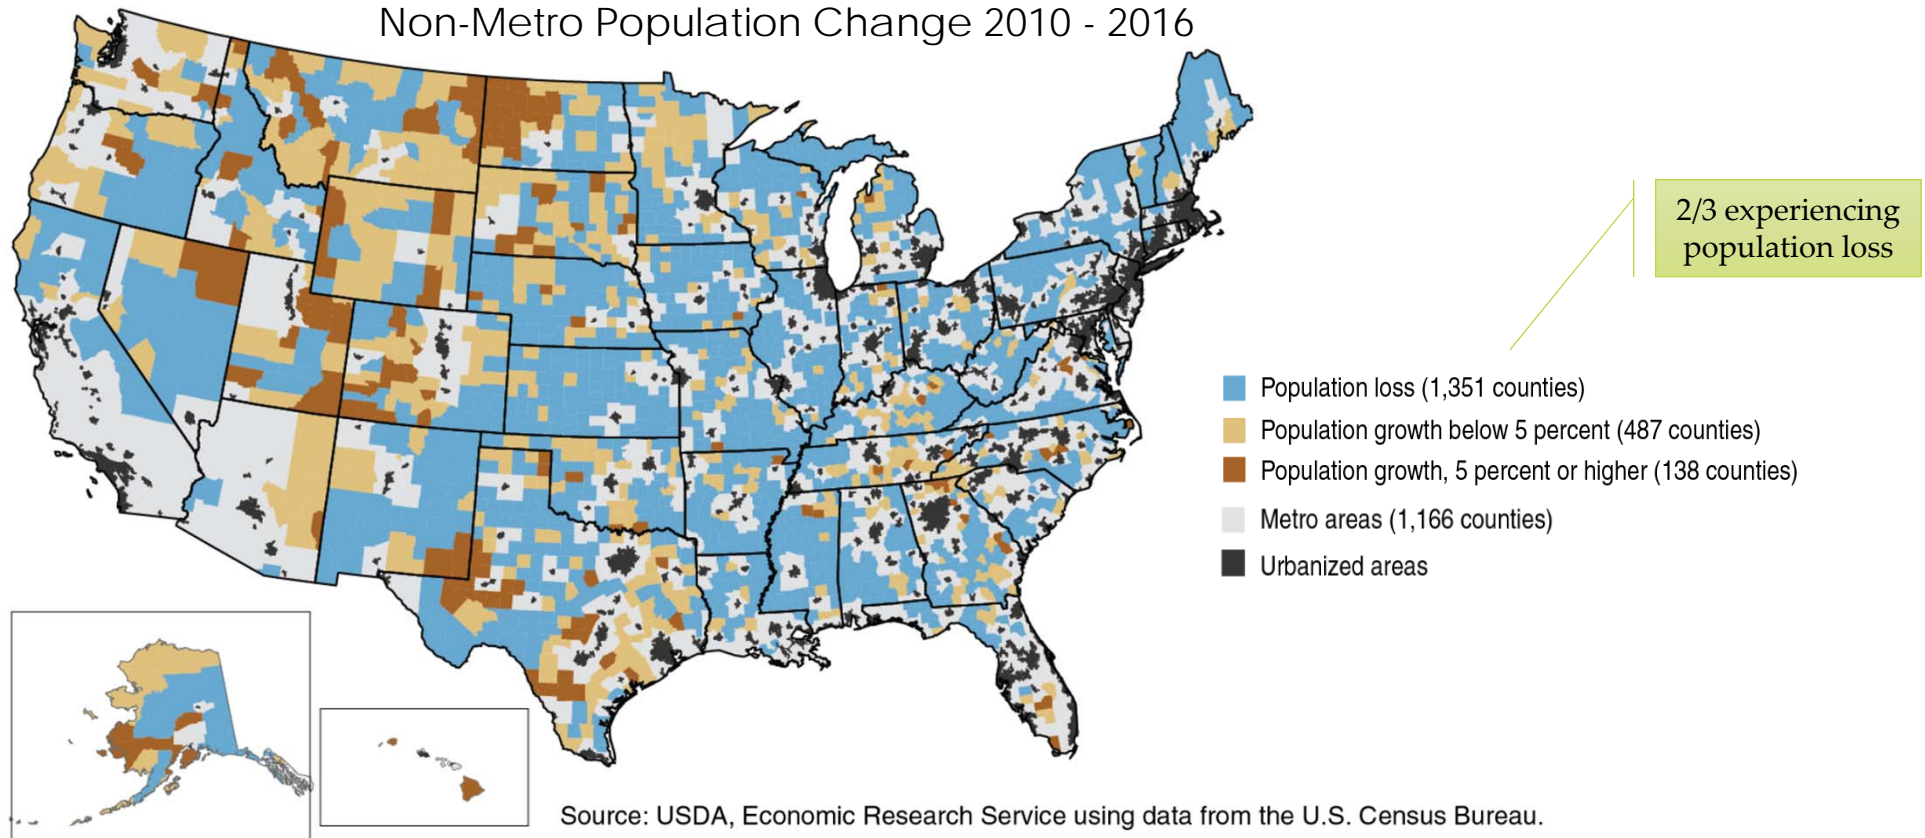 Non-Metro Population Change 2010 - 2016
2/3 experiencing
population loss
Population loss (1,351 counties)
Population growth below 5 percent (487 counties)
Population growth, 5 percent or higher (138 counties)
Metro areas (1,166 counties)
Urbanized areas
Source: USDA, Economic Research Service using data from the U.S. Census Bureau.